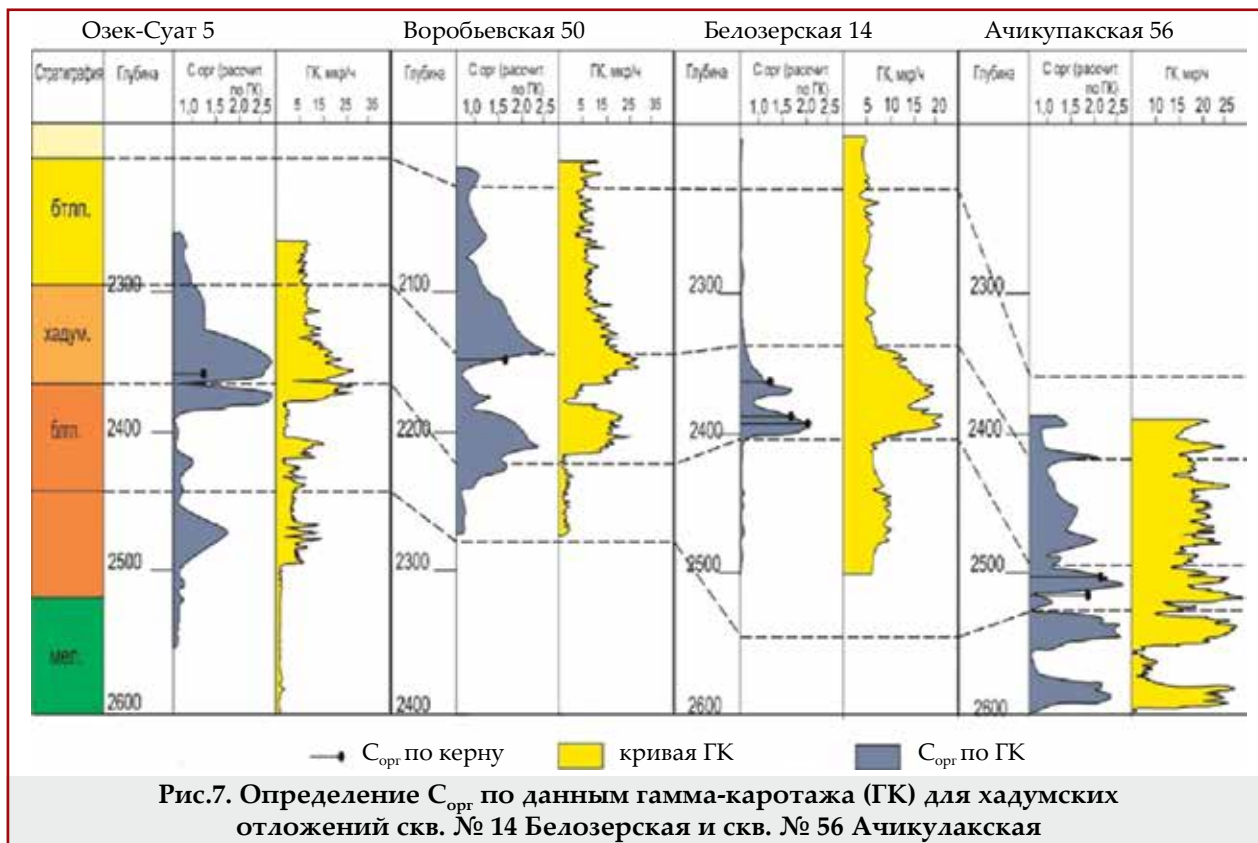 Озек-Суат 5
Воробьевская 50
Белозерская 14
Ачикупакская 56
Стратиграфия
Глубина
С орг (рассчит. по ГК)
1,0 1,5 2,0 2,5
ГК, мкр/ч
5 15 25 35
Глубина
С орг (рассчит. по ГК)
1,0 1,5 2,0 2,5
ГК, мкр/ч
5 15 25 35
Глубина
С орг (рассчит. по ГК)
1,0 1,5 2,0 2,5
ГК, мкр/ч
5 10 15 20
Глубина
С орг (рассчит. по ГК)
1,0 1,5 2,0 2,5
ГК, мкр/ч
10 15 20 25
бтлп.
хадум.
блгл.
мел.
2300
2400
2500
2600
2100
2200
2300
2400
2300
2400
2500
2600
2300
2400
2500
2600
Сорг по керну
кривая ГК
Сорг по ГК
Рис.7. Определение Сорг по данным гамма-каротажа (ГК) для хадумских
отложений скв. № 14 Белозерская и скв. № 56 Ачикулакская